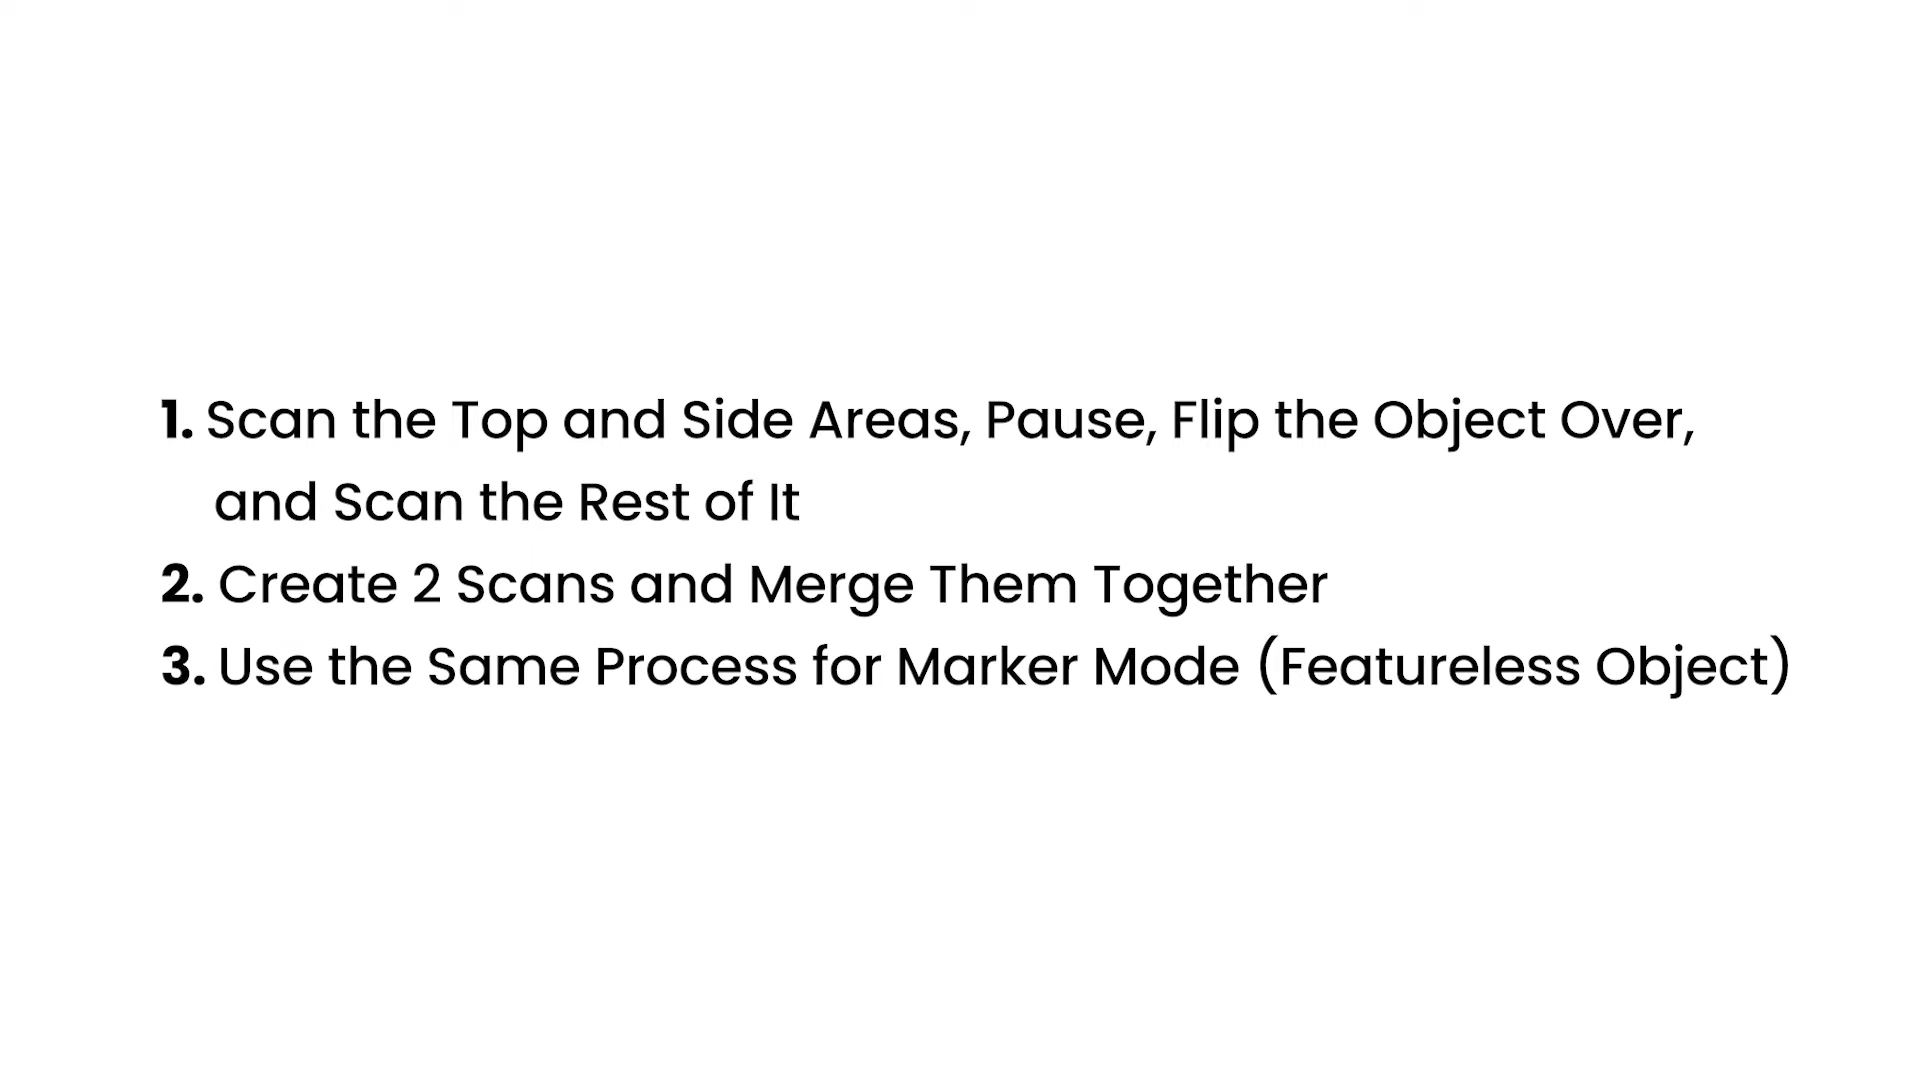 1. Scan the Top and Side Areas, Pause, Flip the Object Over,
and Scan the Rest of It
2. Create 2 Scans and Merge Them Together
3. Use the Same Process for Marker Mode (Featureless Object)